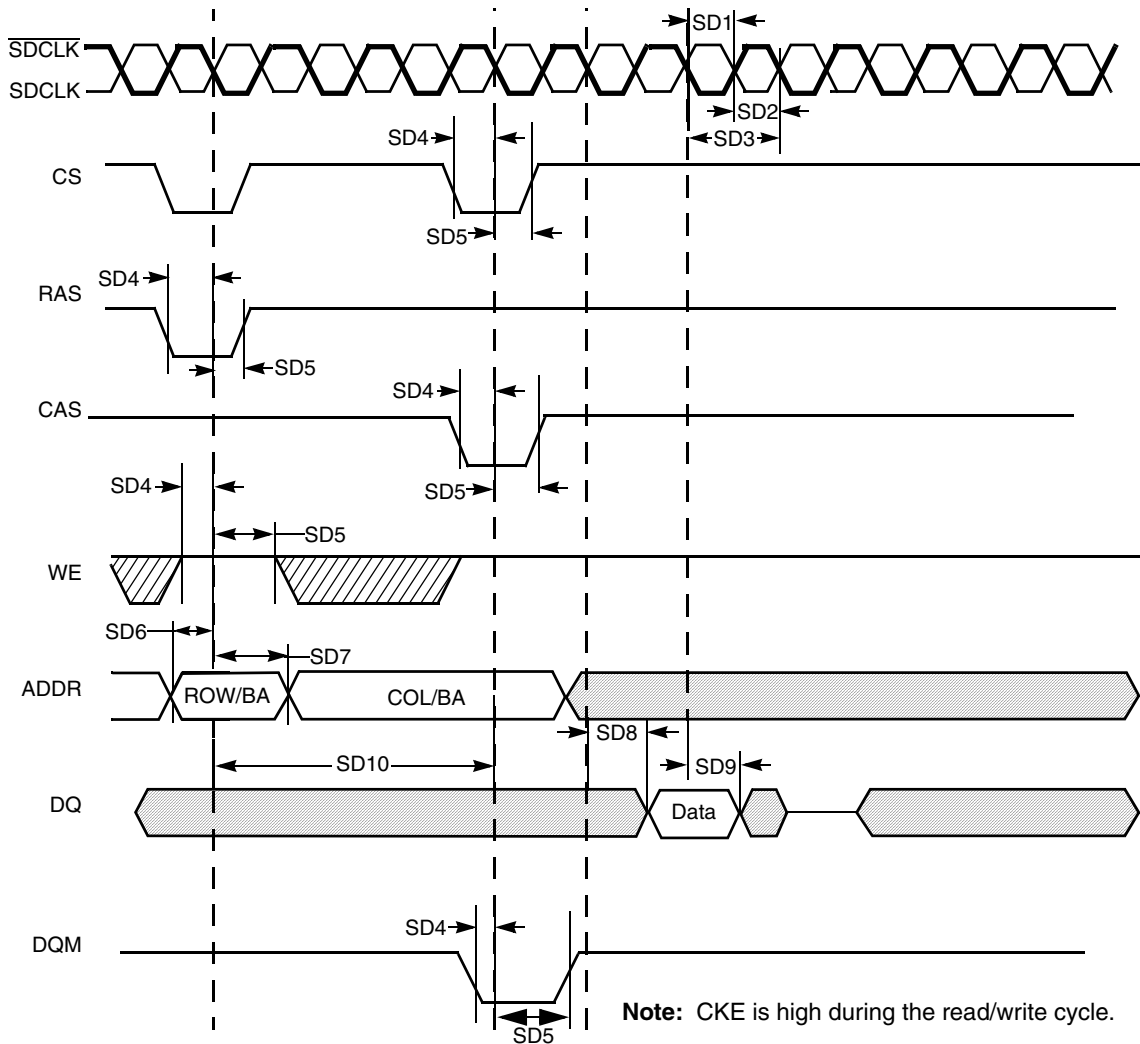 SD1
SDCLK
SDCLK
SD2
SD4
SD3
CS
SD5
SD4
RAS
SD5
SD4
CAS
SD4
SD5
SD5
WE
SD6
SD7
ADDR
ROW/BA
COL/BA
SD8
SD10
SD9
DQ
Data
SD4
DQM
Note: CKE is high during the read/write cycle.
SD5